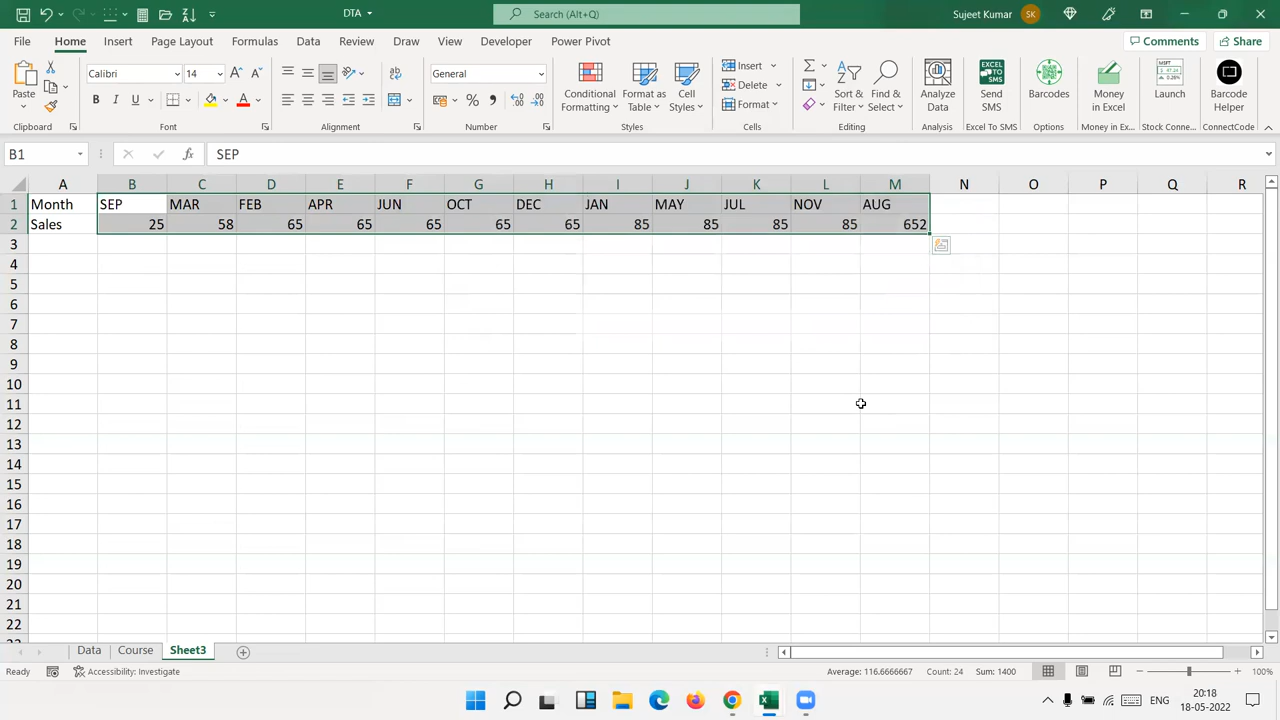 DTA
Search (Alt+Q)
Sujeet Kumar
SK
File
Home
Insert
Page Layout
Formulas
Data
Review
View
Developer
Power Pivot
Comments
Share
Paste
Calibri
14
B I U
General
Conditional Formatting
Format as Table
Cell Styles
Insert
Delete
Format
Sort & Filter
Find & Select
Analyze Data
EXCEL TO SMS
Send SMS
Barcodes
Money in Excel
MSFT
Launch
Barcode Helper
Clipboard
Font
Alignment
Number
Styles
Cells
Editing
Analysis
Excel To SMS
Options
Money in Ex...
Stock Conne...
ConnectCode
B1
fx
SEP
A B C D E F G H I J K L M N O P Q R
1 Month SEP MAR FEB APR JUN OCT DEC JAN MAY JUL NOV AUG
2 Sales 25 58 65 65 65 65 65 85 85 85 85 652
3
4
5
6
7
8
9
10
11
12
13
14
15
16
17
18
19
20
21
22
23
Data
Course
Sheet3
Ready
Accessibility: Investigate
Average: 116.6666667
Count: 24
Sum: 1400
100%
ENG
20:18
18-05-2022